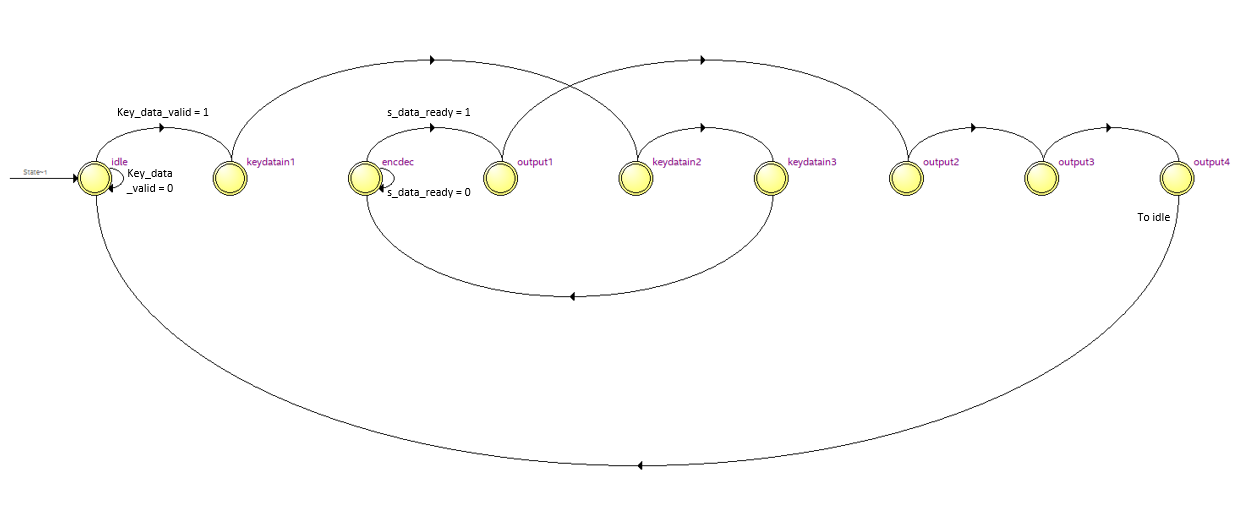 Key_data_valid = 1
s_data_ready = 1
State~1
idle
Key_data
_valid = 0
keydatain1
encdec
s_data_ready = 0
output1
keydatain2
keydatain3
output2
output3
output4
To idle